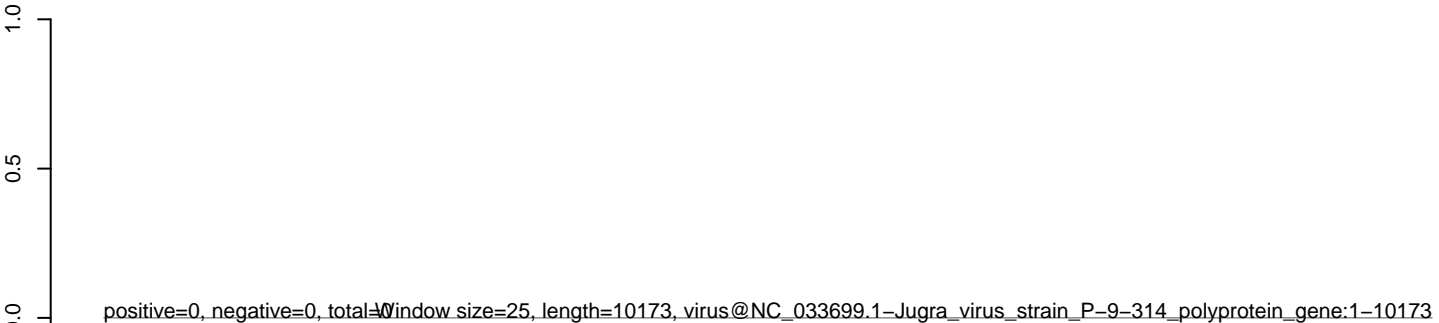 1.0
0.5
0.0
positive=0, negative=0, total=0
Window size=25, length=10173, virus@NC_033699.1−Jugra_virus_strain_P−9−314_polyprotein_gene:1−10173